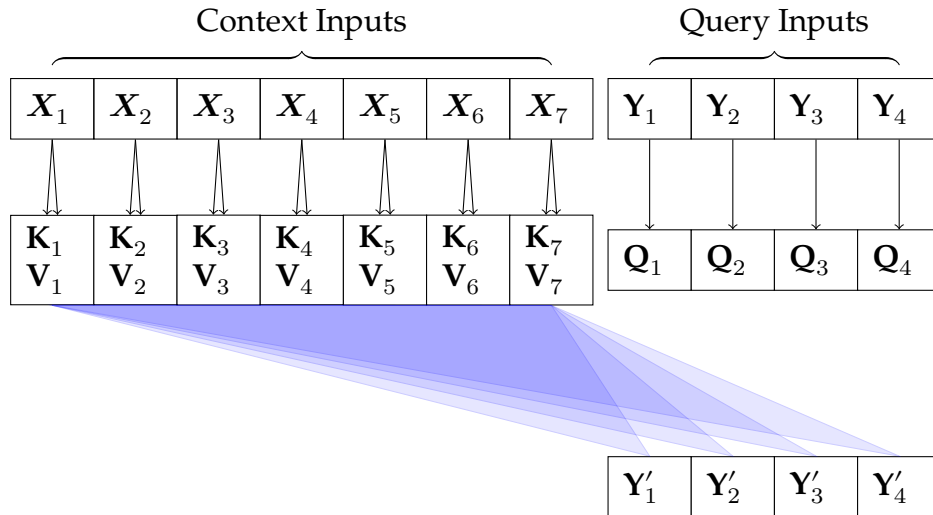 Context Inputs Query Inputs
X₁ X₂ X₃ X₄ X₅ X₆ X₇ Y₁ Y₂ Y₃ Y₄
K₁ K₂ K₃ K₄ K₅ K₆ K₇
V₁ V₂ V₃ V₄ V₅ V₆ V₇
Q₁ Q₂ Q₃ Q₄
Y′₁ Y′₂ Y′₃ Y′₄